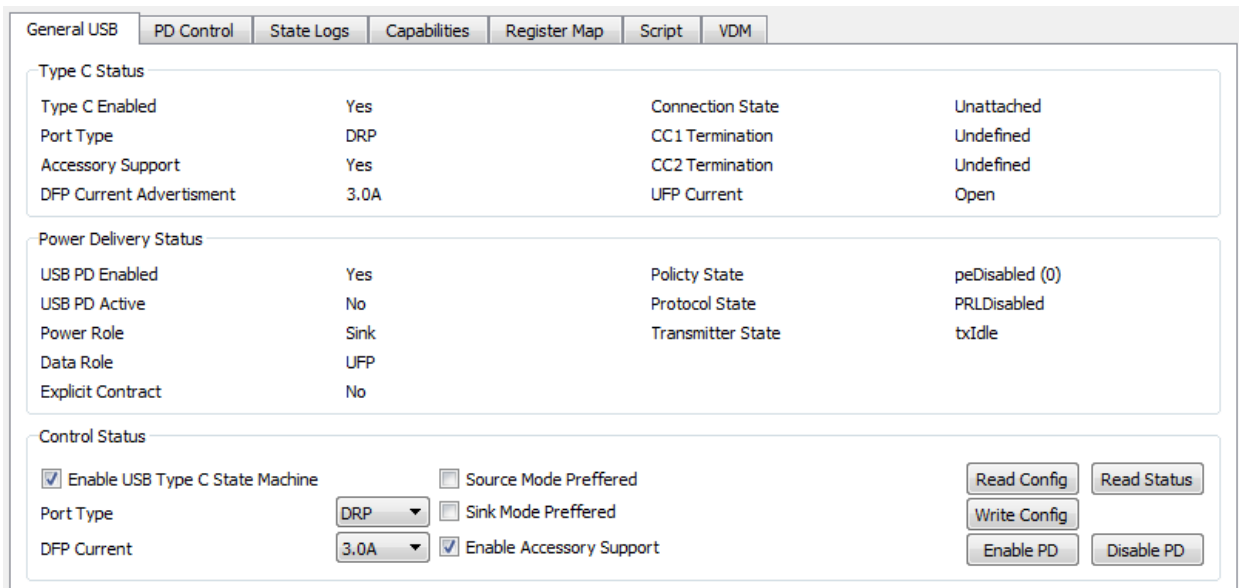 General USB PD Control State Logs Capabilities Register Map Script VDM
Type C Status
Type C Enabled Yes Connection State Unattached
Port Type DRP CC1 Termination Undefined
Accessory Support Yes CC2 Termination Undefined
DFP Current Advertisment 3.0A UFP Current Open
Power Delivery Status
USB PD Enabled Yes Policty State peDisabled (0)
USB PD Active No Protocol State PRLDisabled
Power Role Sink Transmitter State txIdle
Data Role UFP
Explicit Contract No
Control Status
Enable USB Type C State Machine Source Mode Preffered Read Config Read Status
Port Type DRP Sink Mode Preffered Write Config
DFP Current 3.0A Enable Accessory Support Enable PD Disable PD